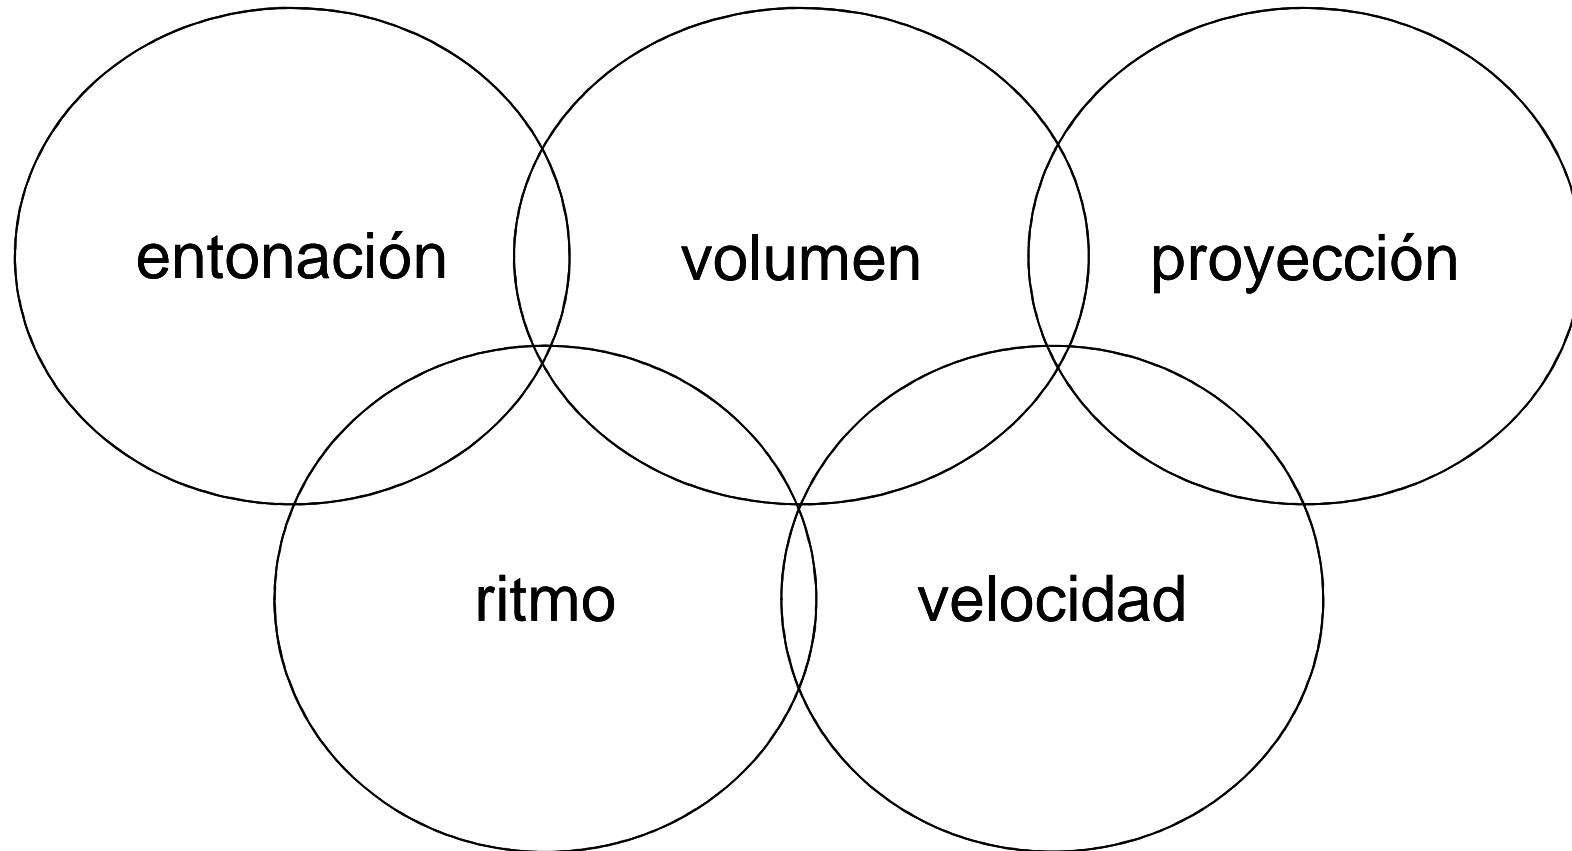 entonación
volumen
proyección
ritmo
velocidad